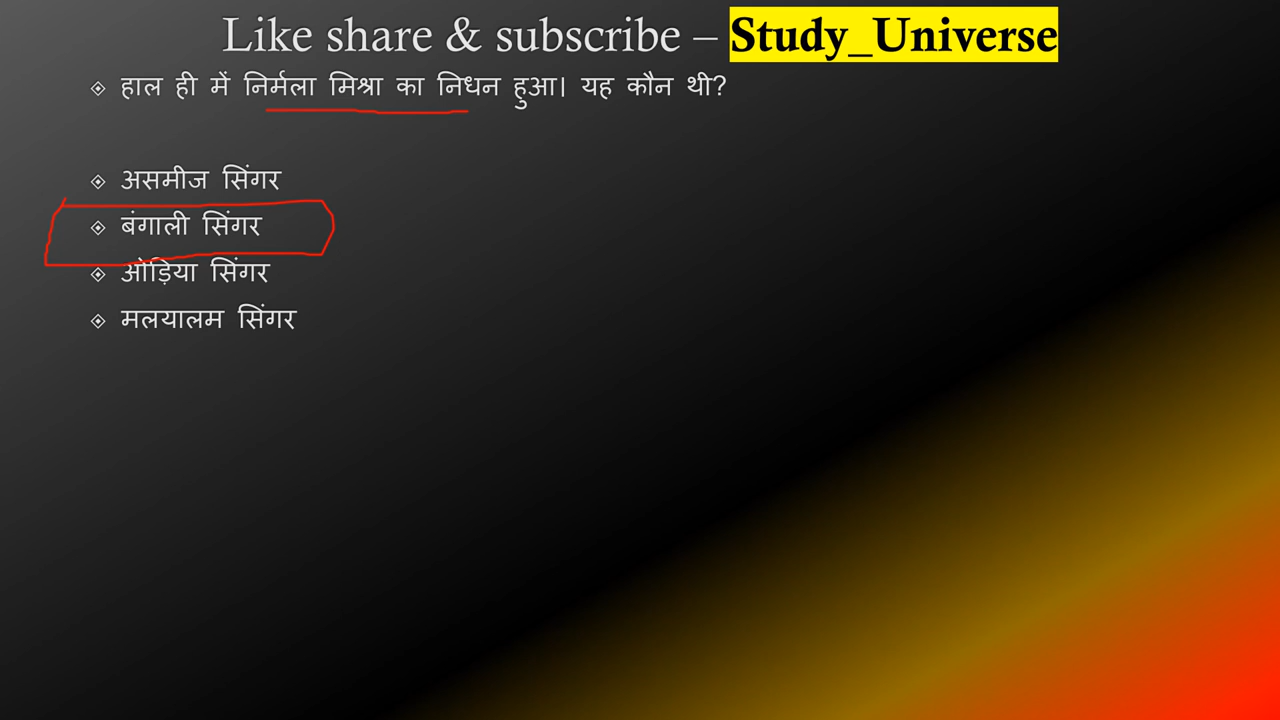 Like share & subscribe – Study_Universe
हाल ही में निर्मला मिश्रा का निधन हुआ। यह कौन थी?
असमीज सिंगर
बंगाली सिंगर
ओड़िया सिंगर
मलयालम सिंगर